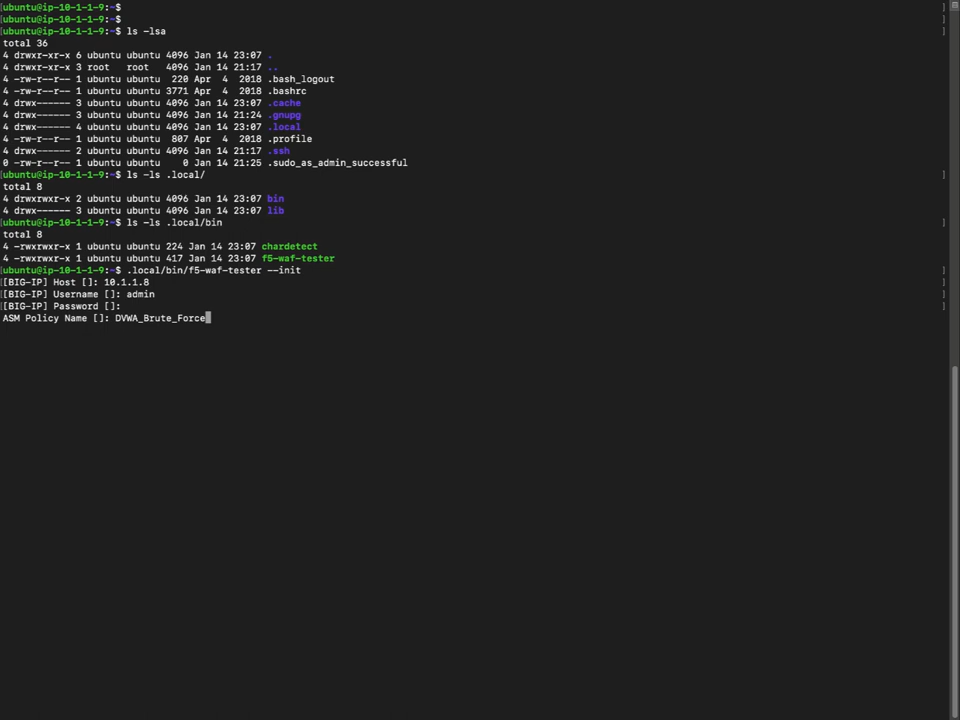 [ubuntu@ip-10-1-1-9:~$ ]
[ubuntu@ip-10-1-1-9:~$ ]
[ubuntu@ip-10-1-1-9:~$ ls -lsa ]
total 36
4 drwxr-xr-x 6 ubuntu ubuntu 4096 Jan 14 23:07 .
4 drwxr-xr-x 3 root   root   4096 Jan 14 21:17 ..
4 -rw-r--r-- 1 ubuntu ubuntu  220 Apr  4  2018 .bash_logout
4 -rw-r--r-- 1 ubuntu ubuntu 3771 Apr  4  2018 .bashrc
4 drwx------ 2 ubuntu ubuntu 4096 Jan 14 23:07 .cache
4 drwx------ 3 ubuntu ubuntu 4096 Jan 14 21:24 .gnupg
4 drwx------ 4 ubuntu ubuntu 4096 Jan 14 23:07 .local
4 -rw-r--r-- 1 ubuntu ubuntu  807 Apr  4  2018 .profile
4 drwx------ 2 ubuntu ubuntu 4096 Jan 14 21:17 .ssh
0 -rw-r--r-- 1 ubuntu ubuntu    0 Jan 14 21:25 .sudo_as_admin_successful
[ubuntu@ip-10-1-1-9:~$ ls -ls .local/ ]
total 8
4 drwxrwxr-x 2 ubuntu ubuntu 4096 Jan 14 23:07 bin
4 drwx------ 3 ubuntu ubuntu 4096 Jan 14 23:07 lib
[ubuntu@ip-10-1-1-9:~$ ls -ls .local/bin ]
total 8
4 -rwxrwxr-x 1 ubuntu ubuntu 224 Jan 14 23:07 chardetect
4 -rwxrwxr-x 1 ubuntu ubuntu 417 Jan 14 23:07 f5-waf-tester
[ubuntu@ip-10-1-1-9:~$ .local/bin/f5-waf-tester --init ]
[[BIG-IP] Host []: 10.1.1.8 ]
[[BIG-IP] Username []: admin ]
[[BIG-IP] Password []: ]
ASM Policy Name []: DVWA_Brute_Force